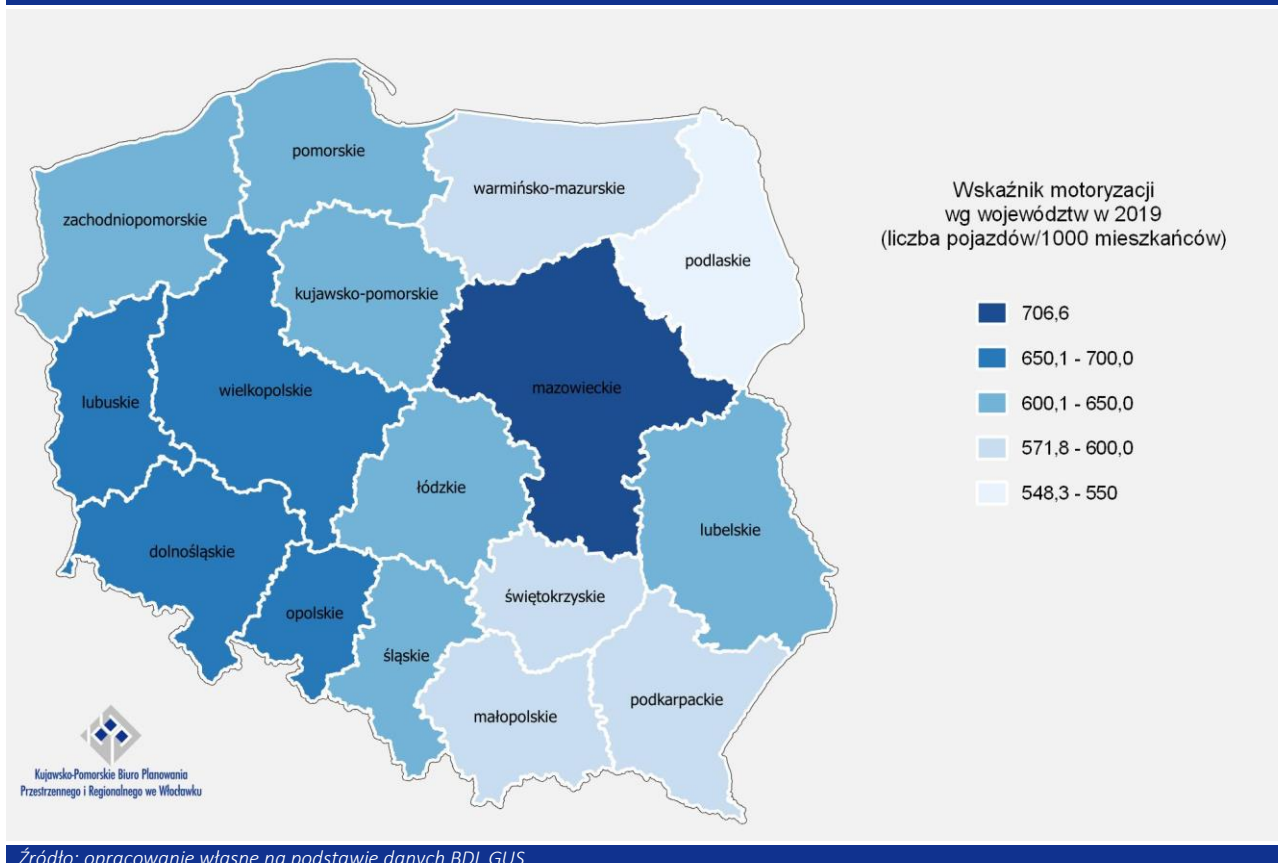 pomorskie
warmińsko-mazurskie
zachodniopomorskie
podlaskie
kujawsko-pomorskie
mazowieckie
wielkopolskie
lubuskie
łódzkie
lubelskie
dolnośląskie
świętokrzyskie
opolskie
śląskie
podkarpackie
małopolskie
Wskaźnik motoryzacji
wg województw w 2019
(liczba pojazdów/1000 mieszkańców)
706,6
650,1 - 700,0
600,1 - 650,0
571,8 - 600,0
548,3 - 550
Kujawsko-Pomorskie Biuro Planowania
Przestrzennego i Regionalnego we Włocławku
Źródło: opracowanie własne na podstawie danych BDL GUS